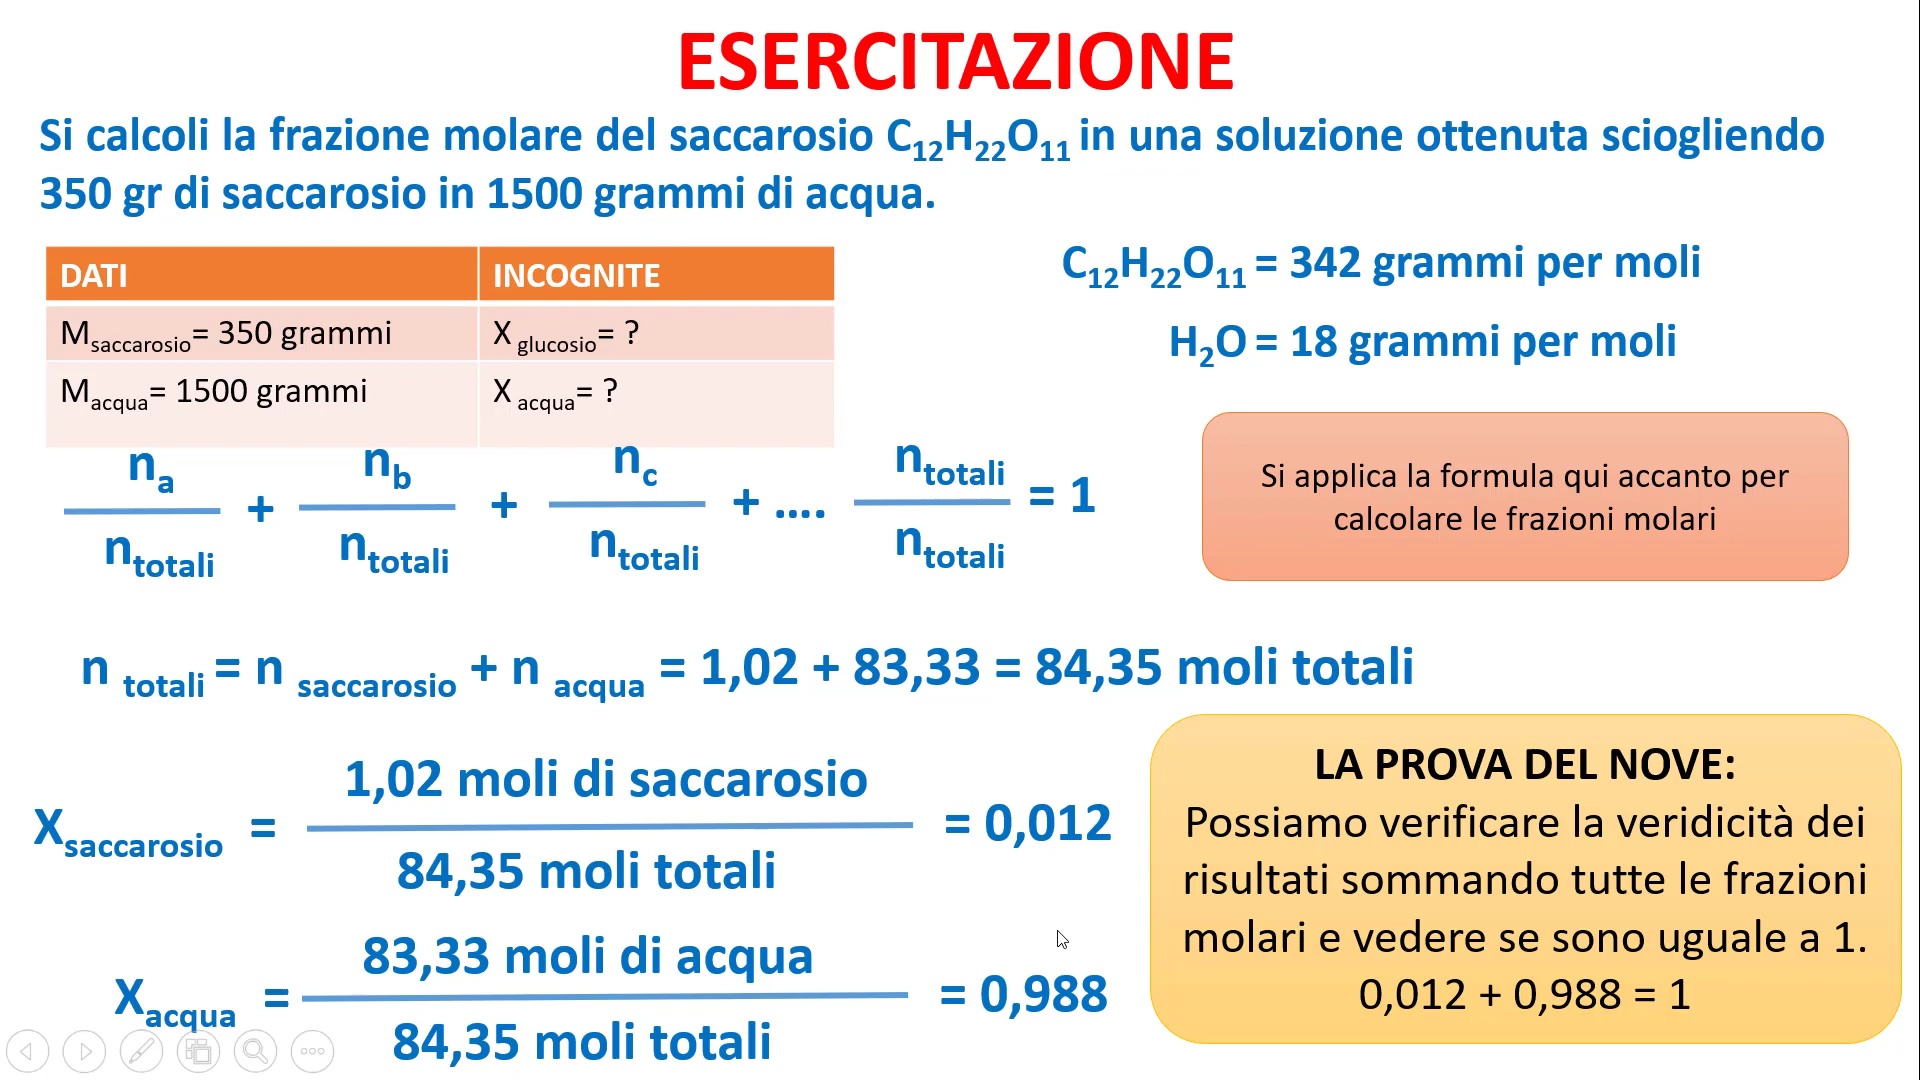 ESERCITAZIONE
Si calcoli la frazione molare del saccarosio C12H22O11 in una soluzione ottenuta sciogliendo
350 gr di saccarosio in 1500 grammi di acqua.
DATI INCOGNITE
Msaccarosio= 350 grammi X glucosio= ?
Macqua= 1500 grammi X acqua= ?
C12H22O11 = 342 grammi per moli
H2O = 18 grammi per moli
na nb nc ntotali
+ + + .... = 1
ntotali ntotali ntotali ntotali
Si applica la formula qui accanto per
calcolare le frazioni molari
n totali = n saccarosio + n acqua = 1,02 + 83,33 = 84,35 moli totali
1,02 moli di saccarosio
Xsaccarosio = = 0,012
84,35 moli totali
83,33 moli di acqua
Xacqua = = 0,988
84,35 moli totali
LA PROVA DEL NOVE:
Possiamo verificare la veridicità dei
risultati sommando tutte le frazioni
molari e vedere se sono uguale a 1.
0,012 + 0,988 = 1